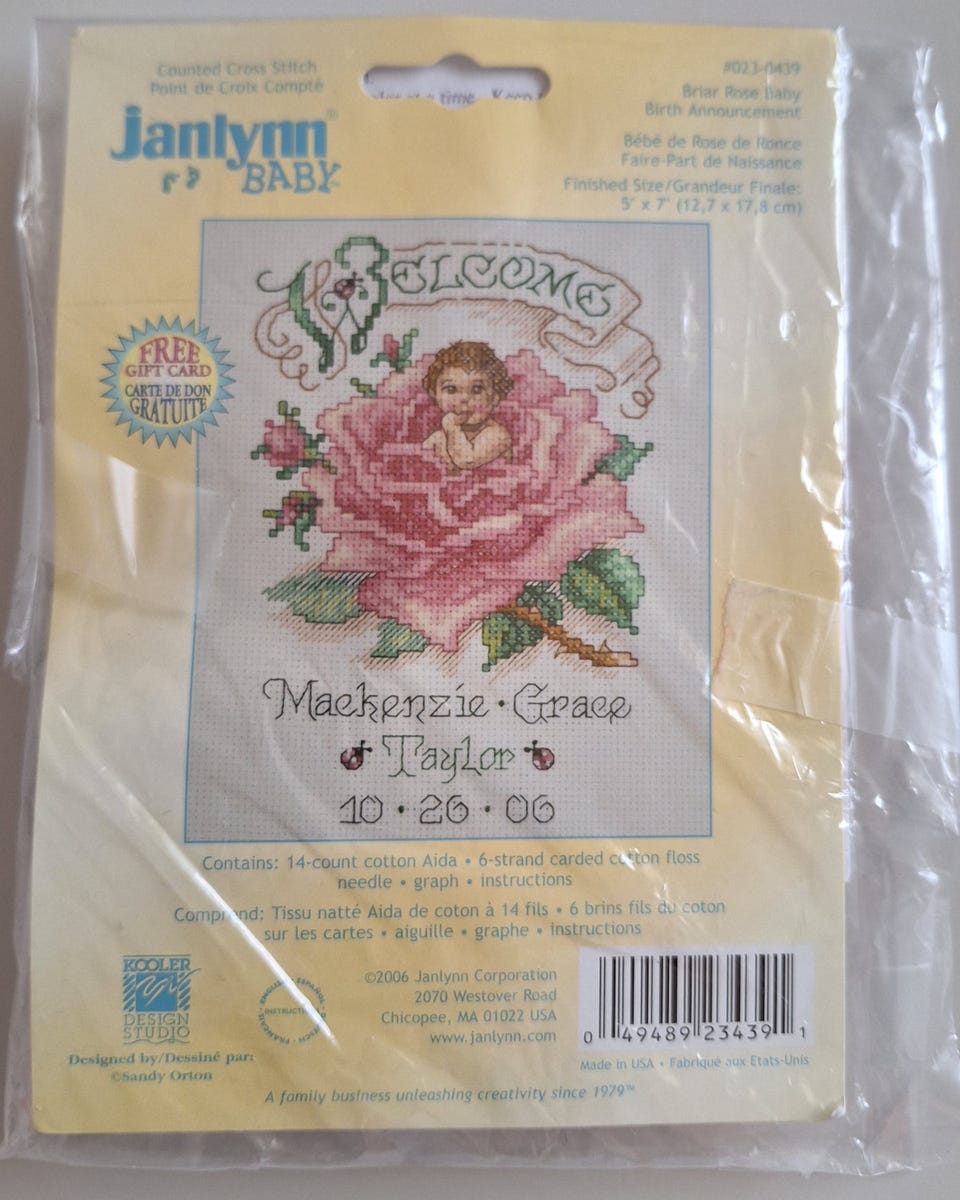 Counted Cross Stitch
Point de Croix Compté
janlynn®
BABY™
time
Keep
#023-0439
Briar Rose Baby
Birth Announcement
Bébé de Rose de Ronce
Faire-Part de Naissance
Finished Size/Grandeur Finale:
5" x 7" (12,7 x 17,8 cm)
FREE
GIFT CARD
CARTE DE DON
GRATUITE
WELCOME
Mackenzie • Grace
Taylor
10 • 26 • 06
Contains: 14-count cotton Aida • 6-strand carded cotton floss
needle • graph • instructions
Comprend: Tissu natté Aida de coton à 14 fils • 6 brins fils du coton
sur les cartes • aiguille • graphe • instructions
KOOLER
DESIGN
STUDIO
Designed by/Dessiné par:
©Sandy Orton
ENGLISH ESPAÑOL
FRANÇAIS
©2006 Janlynn Corporation
2070 Westover Road
Chicopee, MA 01022 USA
www.janlynn.com
0 49489 23439 1
Made in USA • Fabriqué aux Etats-Unis
A family business unleashing creativity since 1979™